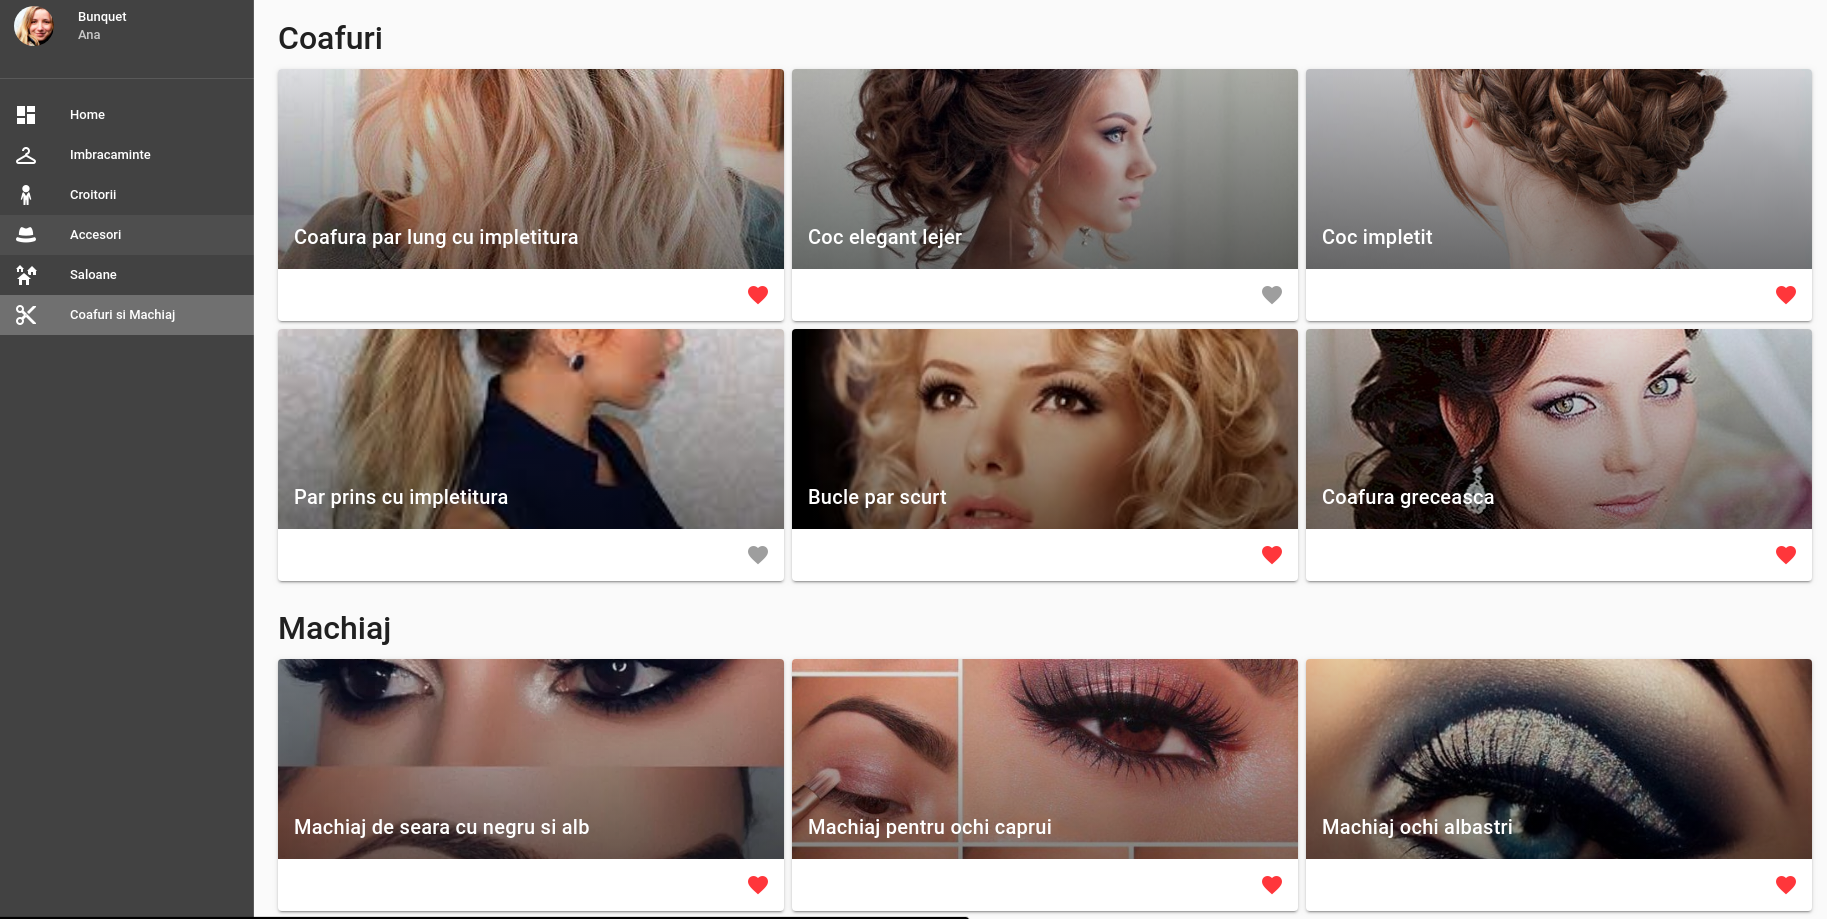 Bunquet
Ana
Home
Imbracaminte
Croitorii
Accesori
Saloane
Coafuri si Machiaj
Coafuri
Coafura par lung cu impletitura
Coc elegant lejer
Coc impletit
Par prins cu impletitura
Bucle par scurt
Coafura greceasca
Machiaj
Machiaj de seara cu negru si alb
Machiaj pentru ochi caprui
Machiaj ochi albastri